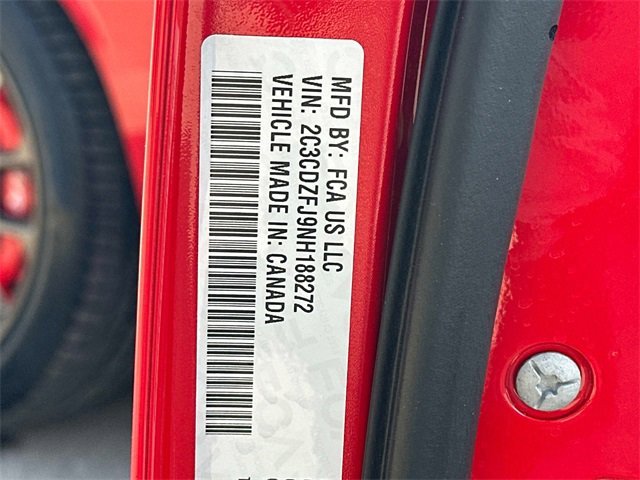 MFD BY: FCA US LLC
VIN: 2C3CDZFJ9NH188272
VEHICLE MADE IN: CANADA